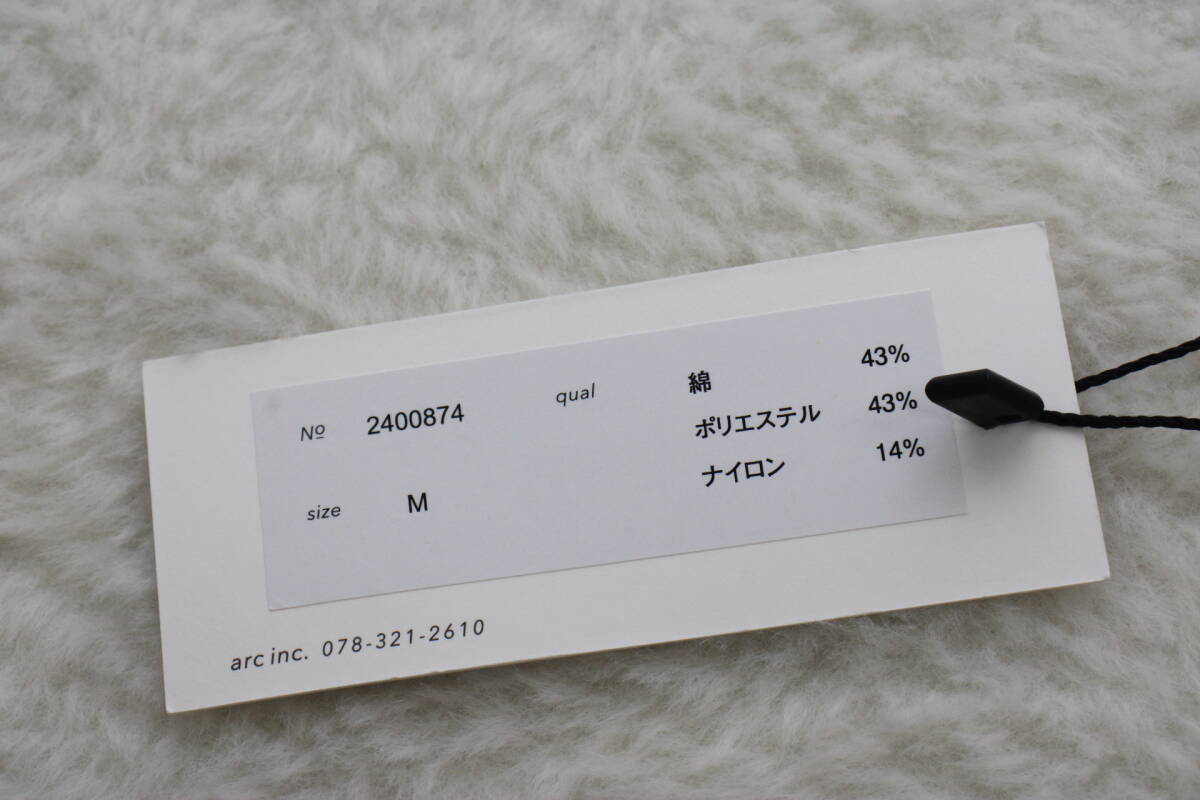 Nº 2400874
size M
qual 綿 43%
ポリエステル 43%
ナイロン 14%
arc inc. 078-321-2610